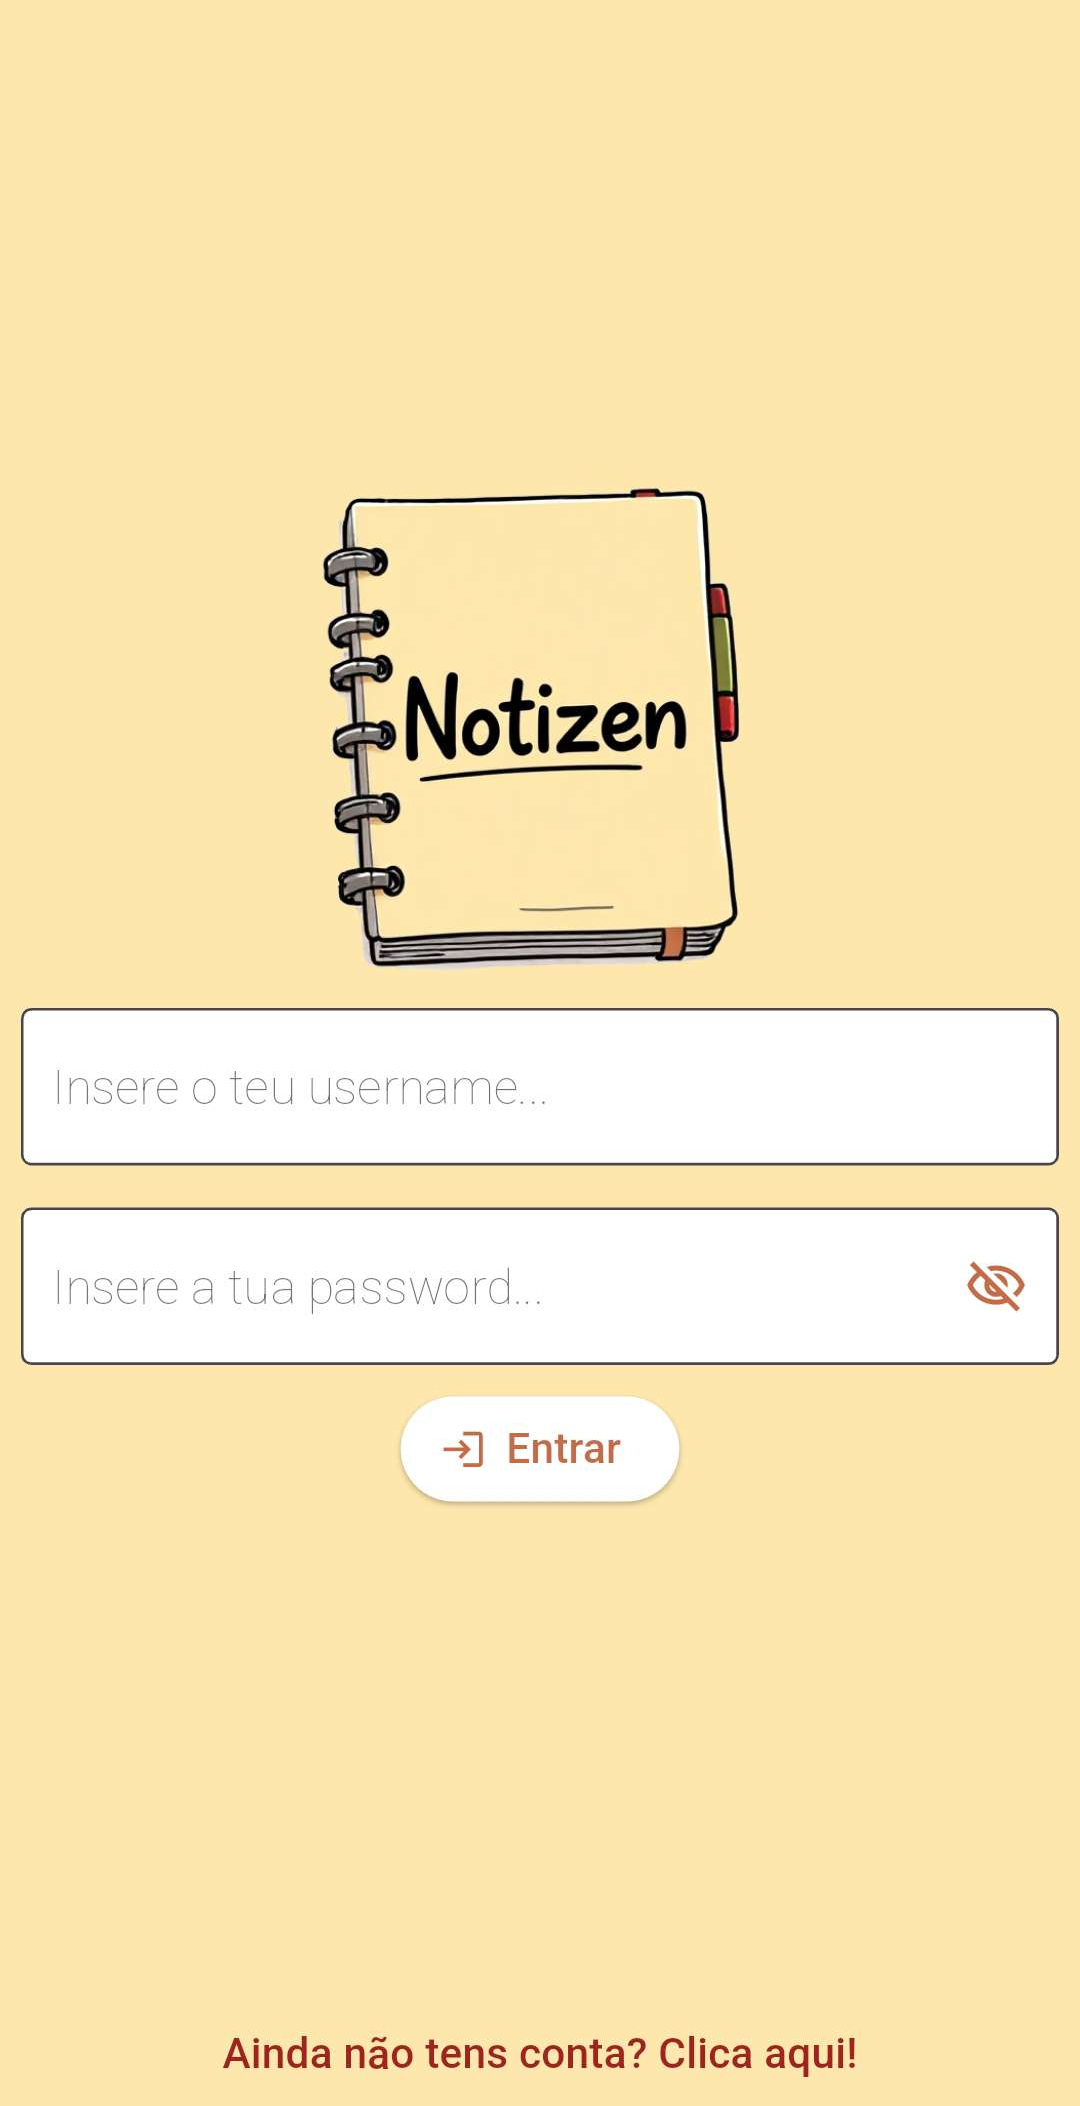 Notizen
Insere o teu username...
Insere a tua password...
Entrar
Ainda não tens conta? Clica aqui!